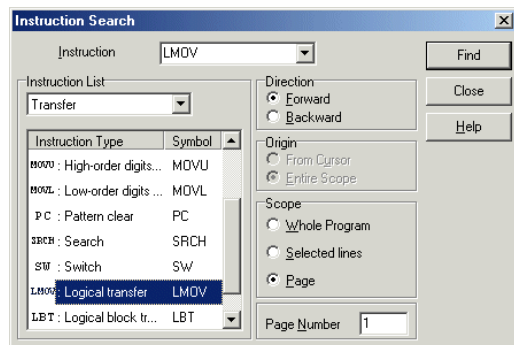 Instruction Search
Instruction LMOV
Find
Close
Help
Instruction List
Transfer
Instruction Type Symbol
MOVU : High-order digits... MOVU
MOVL : Low-order digits ... MOVL
PC : Pattern clear PC
SRCH : Search SRCH
SW : Switch SW
LMOV : Logical transfer LMOV
LBT : Logical block tr... LBT
Direction
Forward
Backward
Origin
From Cursor
Entire Scope
Scope
Whole Program
Selected lines
Page
Page Number 1